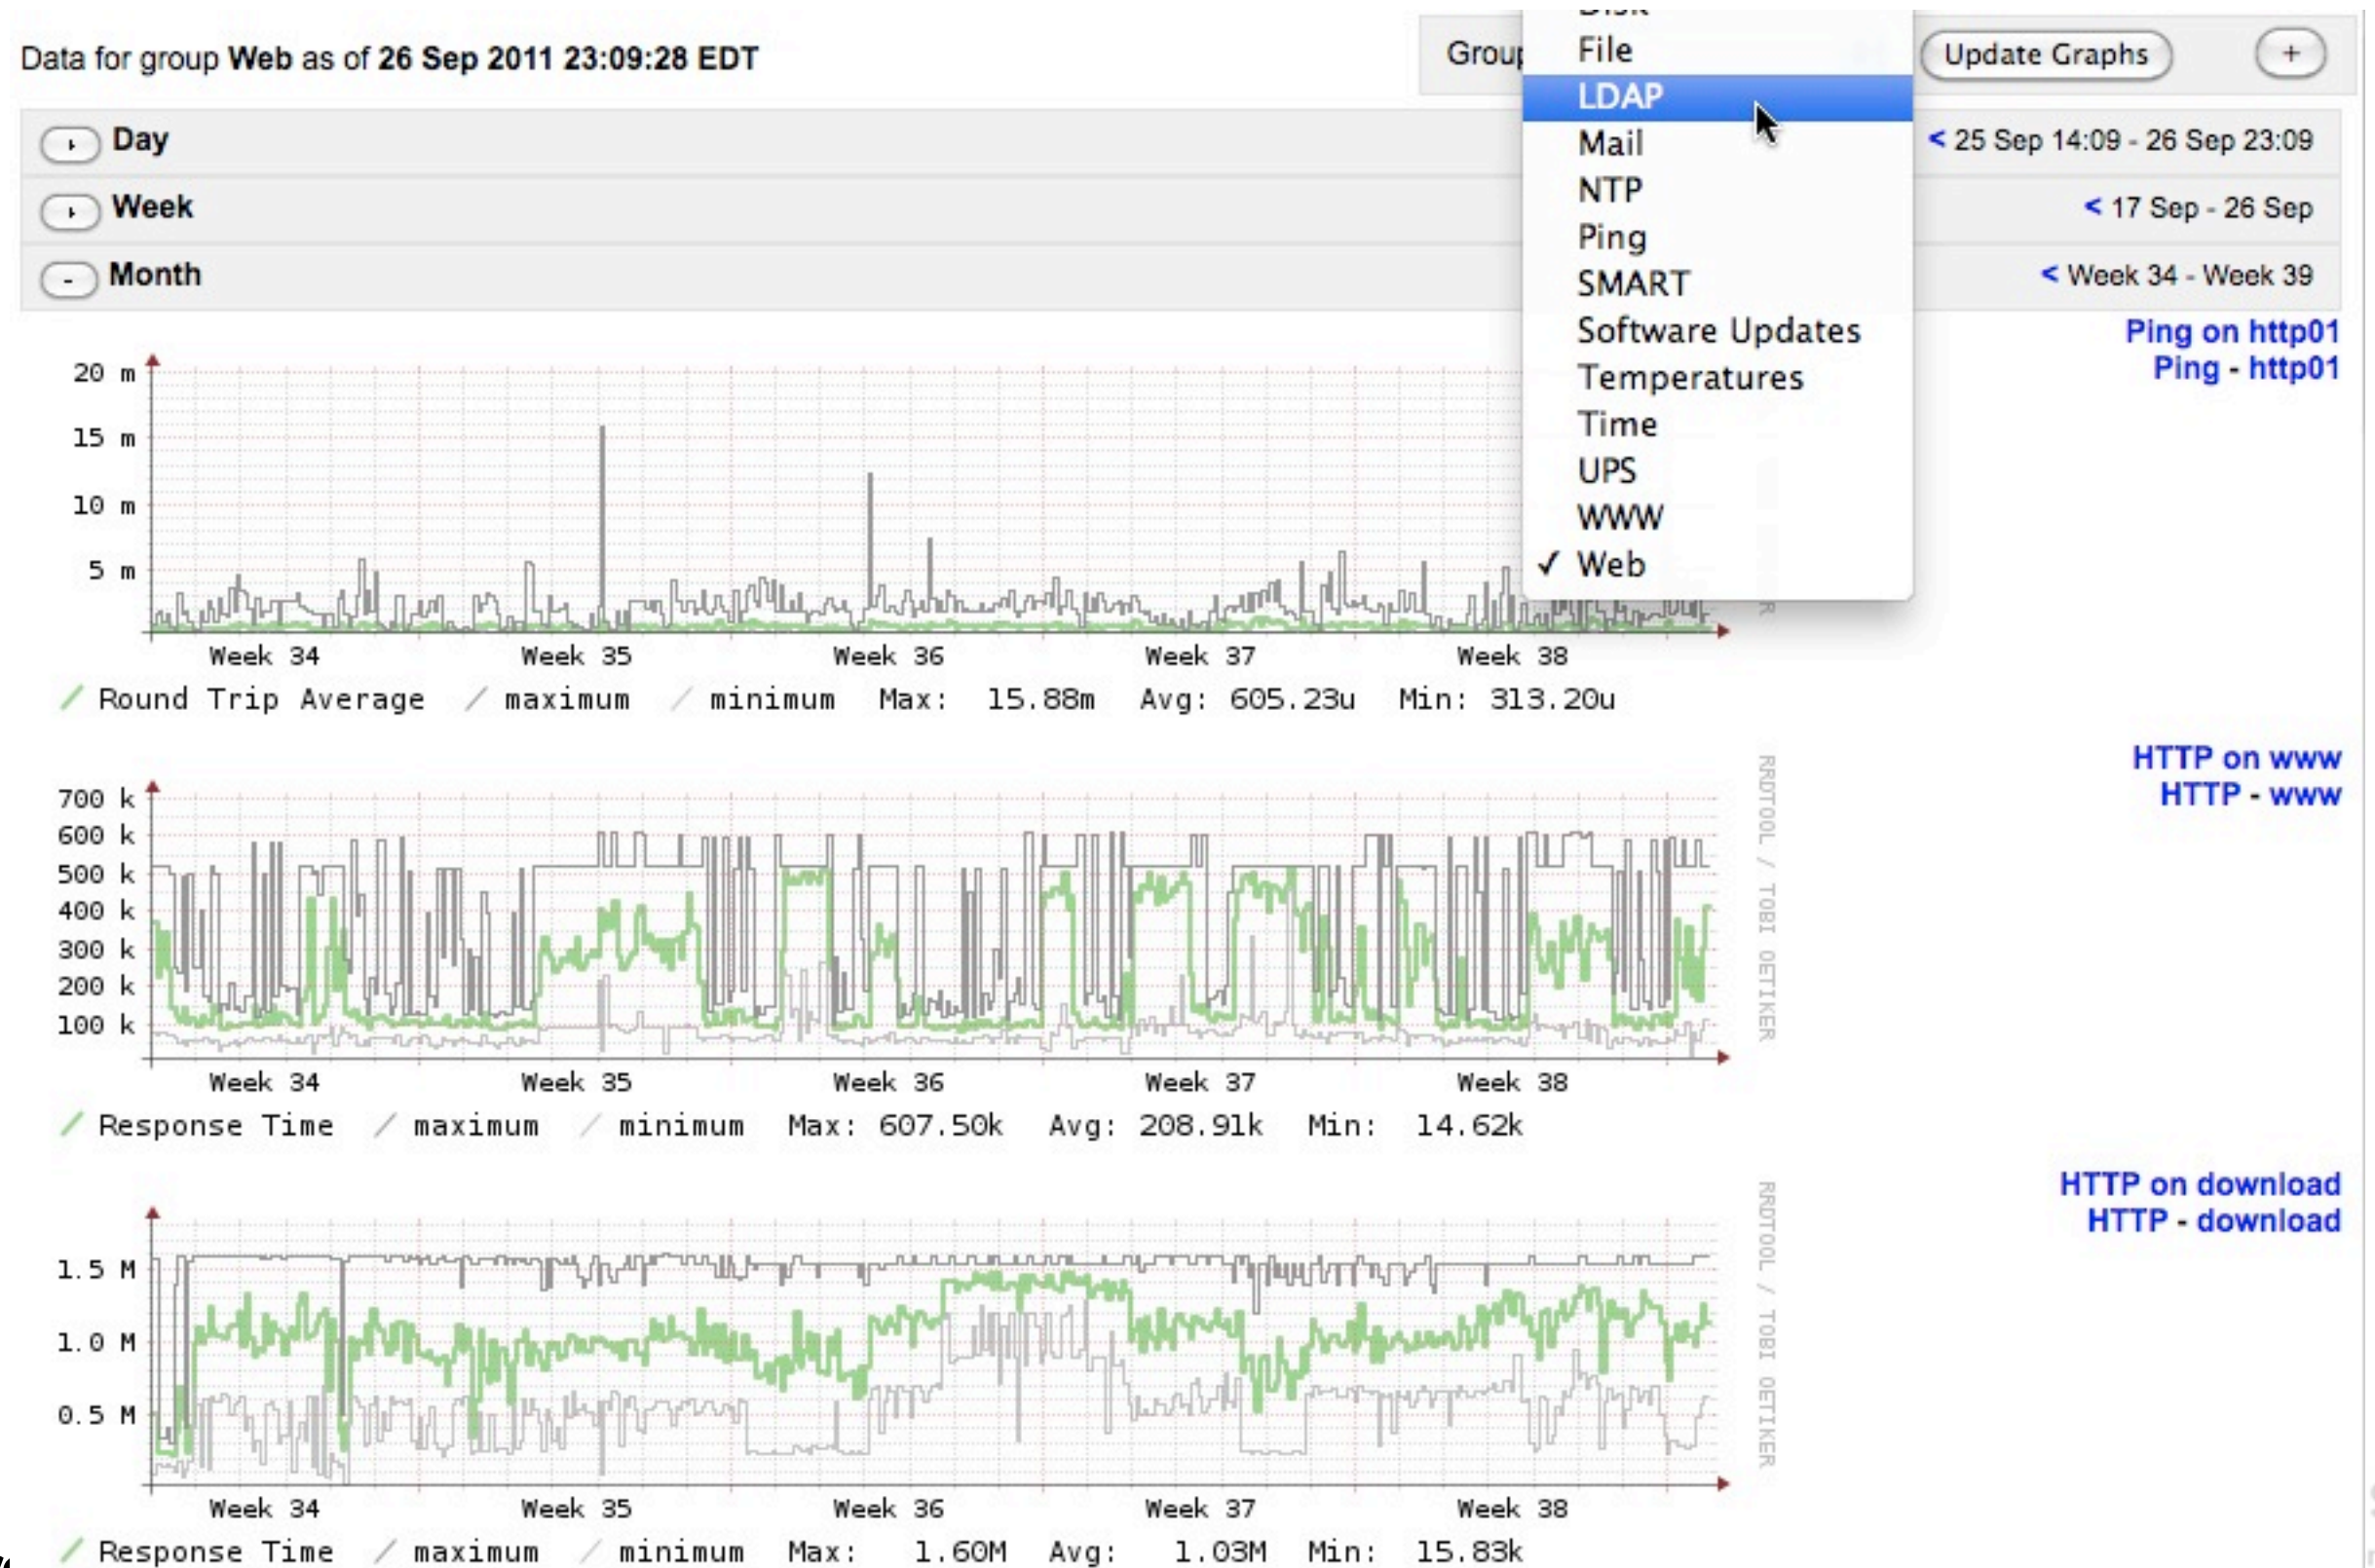 Data for group Web as of 26 Sep 2011 23:09:28 EDT
Update Graphs
+
File
LDAP
Mail
NTP
Ping
SMART
Software Updates
Temperatures
Time
UPS
WWW
✓ Web
Day
< 25 Sep 14:09 - 26 Sep 23:09
Week
< 17 Sep - 26 Sep
- Month
< Week 34 - Week 39
Ping on http01
Ping - http01
20 m
15 m
10 m
5 m
Week 34 Week 35 Week 36 Week 37 Week 38
Round Trip Average maximum minimum Max: 15.88m Avg: 605.23u Min: 313.20u
HTTP on www
HTTP - www
700 k
600 k
500 k
400 k
300 k
200 k
100 k
RRDTOOL / TOBI OETIKER
Week 34 Week 35 Week 36 Week 37 Week 38
Response Time maximum minimum Max: 607.50k Avg: 208.91k Min: 14.62k
HTTP on download
HTTP - download
1.5 M
1.0 M
0.5 M
RRDTOOL / TOBI OETIKER
Week 34 Week 35 Week 36 Week 37 Week 38
Response Time maximum minimum Max: 1.60M Avg: 1.03M Min: 15.83k